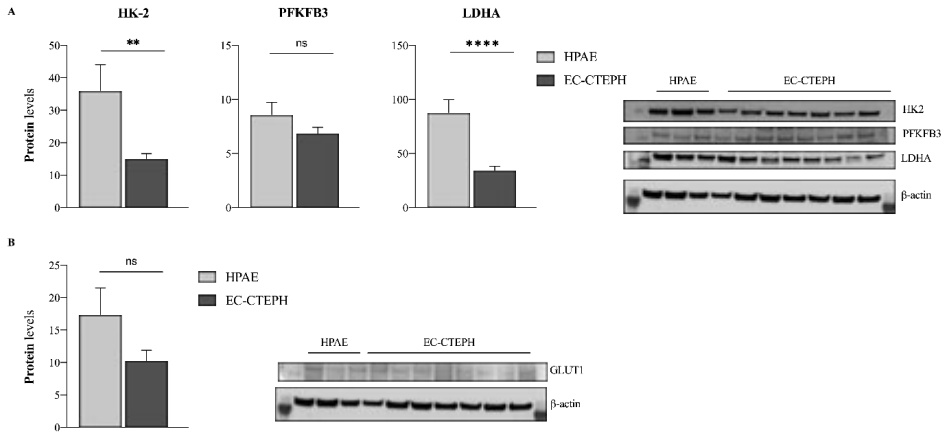 A
HK-2
PFKFB3
LDHA
**
ns
****
HPAE
EC-CTEPH
Protein levels
50
40
30
20
10
0
15
10
5
0
150
100
50
0
HPAE EC-CTEPH
HK2
PFKFB3
LDHA
β-actin
B
ns
HPAE
EC-CTEPH
Protein levels
25
20
15
10
5
0
HPAE EC-CTEPH
GLUT1
β-actin